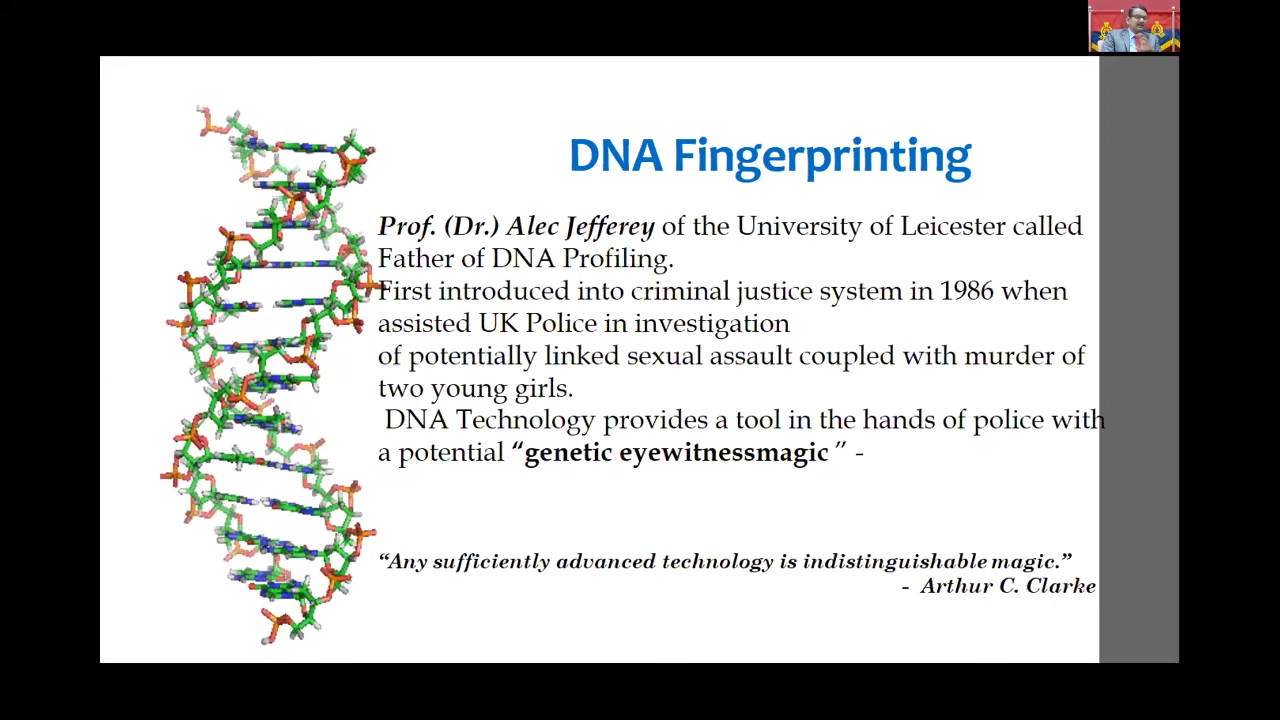 DNA Fingerprinting
Prof. (Dr.) Alec Jefferey of the University of Leicester called
Father of DNA Profiling.
First introduced into criminal justice system in 1986 when
assisted UK Police in investigation
of potentially linked sexual assault coupled with murder of
two young girls.
DNA Technology provides a tool in the hands of police with
a potential “genetic eyewitnessmagic ” -
“Any sufficiently advanced technology is indistinguishable magic.”
- Arthur C. Clarke